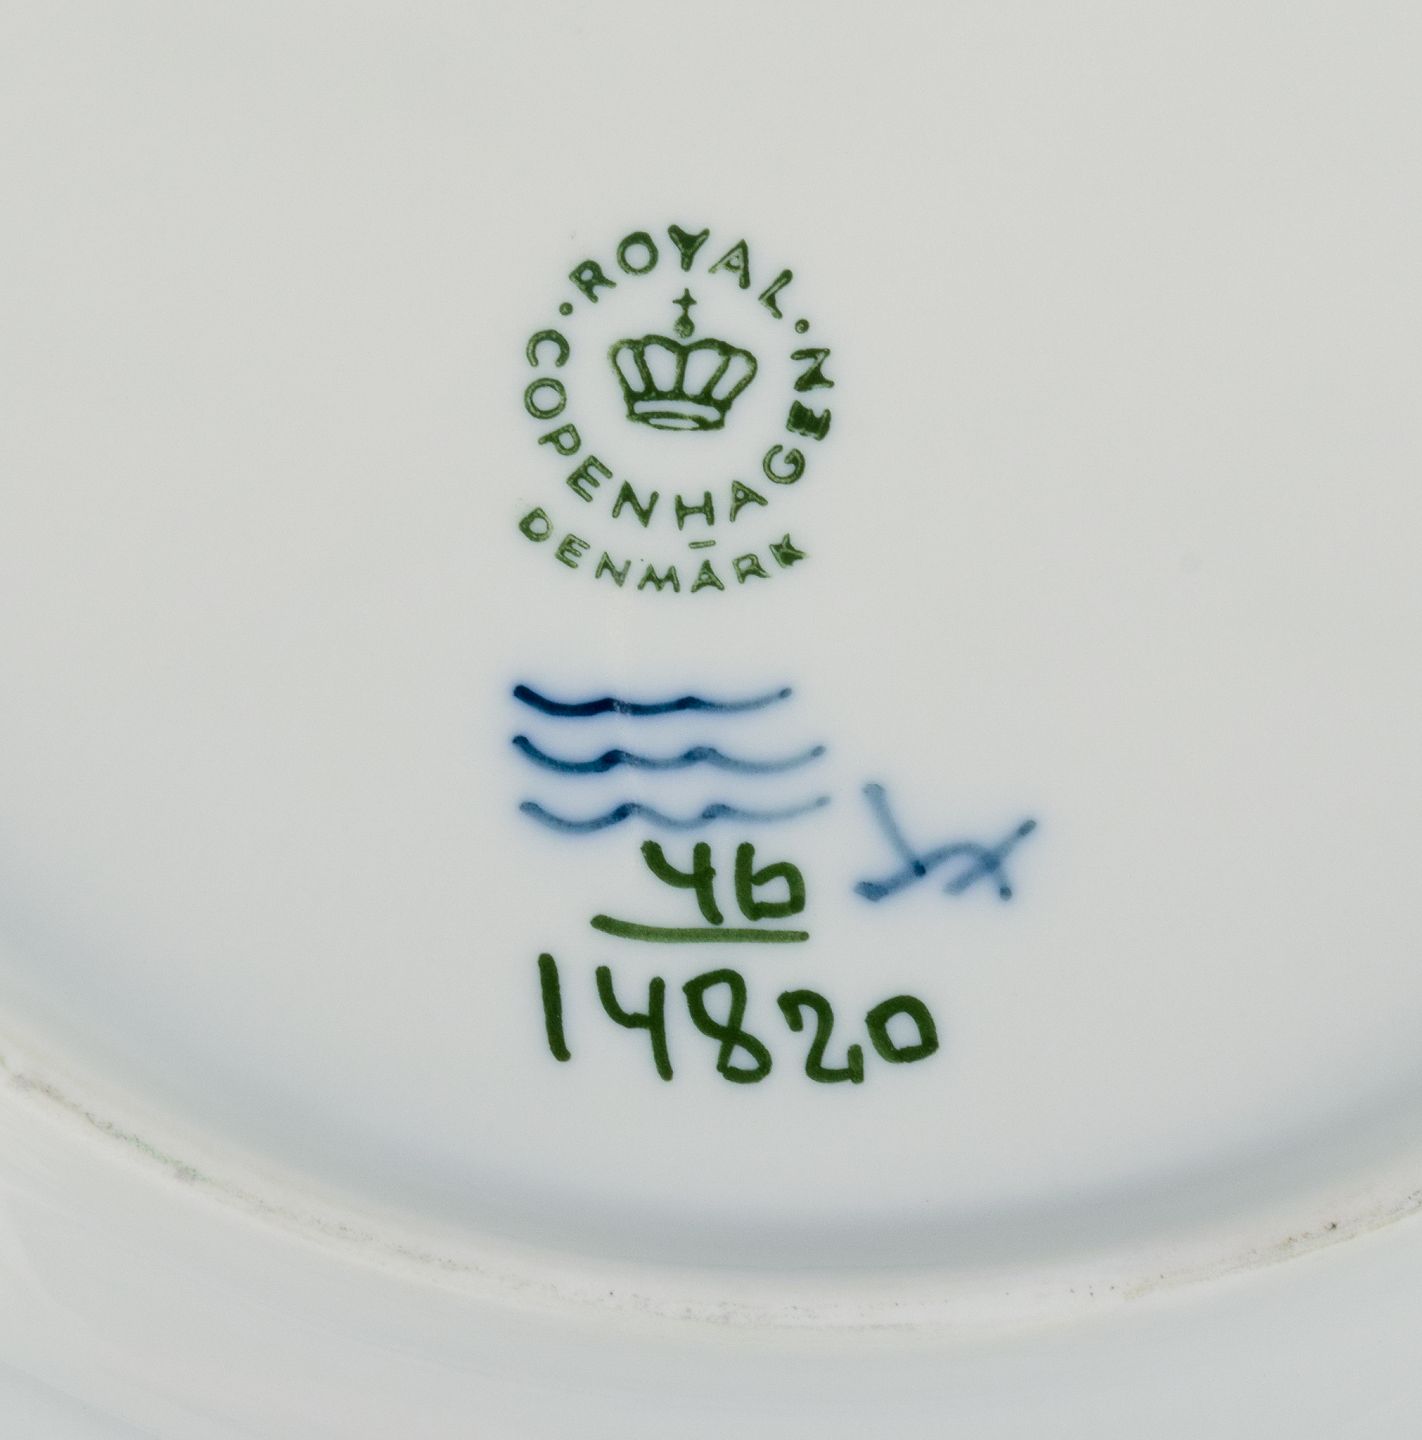 · ROYAL ·
COPENHAGEN
DENMARK
46
14820